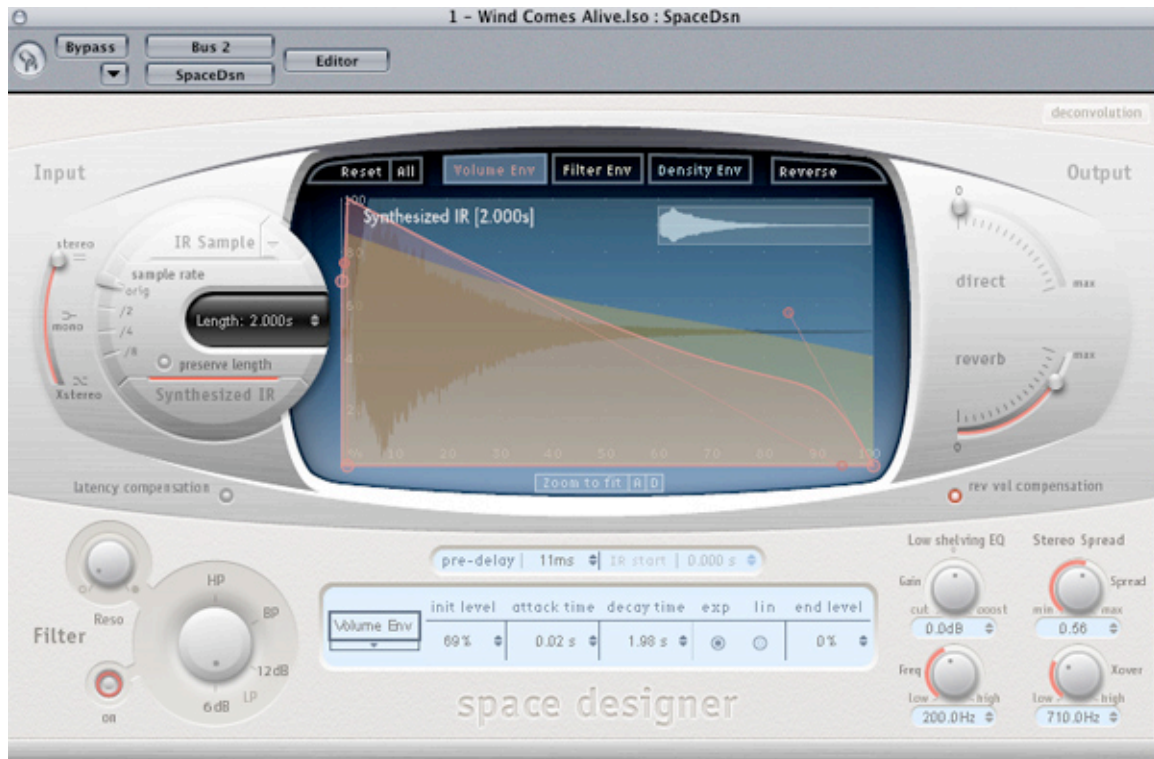 1 - Wind Comes Alive.lso : SpaceDsn
Bypass
Bus 2
SpaceDsn
Editor
deconvolution
Input
Output
Reset All Volume Env Filter Env Density Env Reverse
Synthesized IR [2.000s]
100
80
60
40
20
10 20 30 40 50 60 70 80 90 100
Zoom to fit A D
stereo
mono
Xstereo
IR Sample
sample rate
orig
/2
/4
/8
Length: 2.000s
preserve length
Synthesized IR
latency compensation
0
direct
max
reverb
max
0
rev vol compensation
pre-delay 11ms IR start 0.000 s
Volume Env
init level attack time decay time exp lin end level
69% 0.02 s 1.98 s 0%
space designer
Filter
Reso
on
HP
BP
12dB
LP
6dB
Low shelving EQ
Gain
cut boost
0.0dB
Freq
low high
200.0Hz
Stereo Spread
Spread
min max
0.56
Xover
low high
710.0Hz